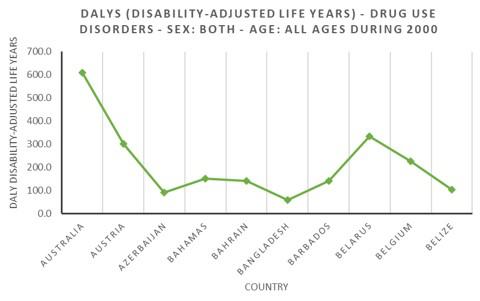 DALYS (DISABILITY-ADJUSTED LIFE YEARS) - DRUG USE
DISORDERS - SEX: BOTH - AGE: ALL AGES DURING 2000
DALY DISABILITY-ADJUSTED LIFE YEARS
700.0
600.0
500.0
400.0
300.0
200.0
100.0
0.0
AUSTRALIA
AUSTRIA
AZERBAIJAN
BAHAMAS
BAHRAIN
BANGLADESH
BARBADOS
BELARUS
BELGIUM
BELIZE
COUNTRY